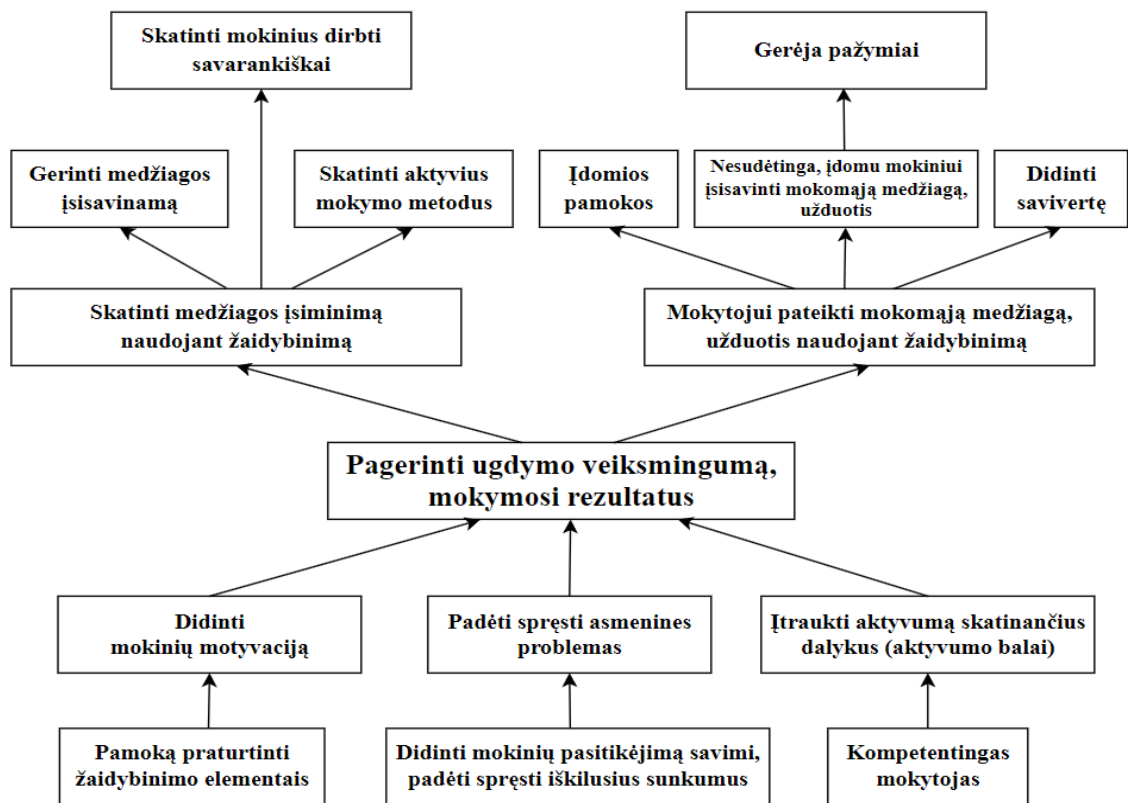 Skatinti mokinius dirbti
savarankiškai
Gerėja pažymiai
Gerinti medžiagos
įsisavinamą
Skatinti aktyvius
mokymo metodus
Įdomios
pamokos
Nesudėtinga, įdomu mokiniui
įsisavinti mokomąją medžiagą,
užduotis
Didinti
savivertę
Skatinti medžiagos įsiminimą
naudojant žaidybinimą
Mokytojui pateikti mokomąją medžiagą,
užduotis naudojant žaidybinimą
Pagerinti ugdymo veiksmingumą,
mokymosi rezultatus
Didinti
mokinių motyvaciją
Padėti spręsti asmenines
problemas
Įtraukti aktyvumą skatinančius
dalykus (aktyvumo balai)
Pamoką praturtinti
žaidybinimo elementais
Didinti mokinių pasitikėjimą savimi,
padėti spręsti iškilusius sunkumus
Kompetentingas
mokytojas